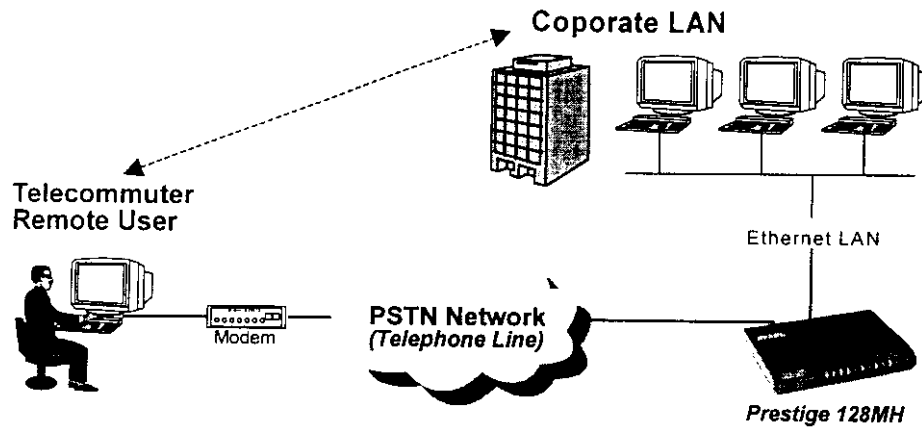 Coporate LAN
Telecommuter
Remote User
Ethernet LAN
Modem
PSTN Network
(Telephone Line)
Prestige 128MH